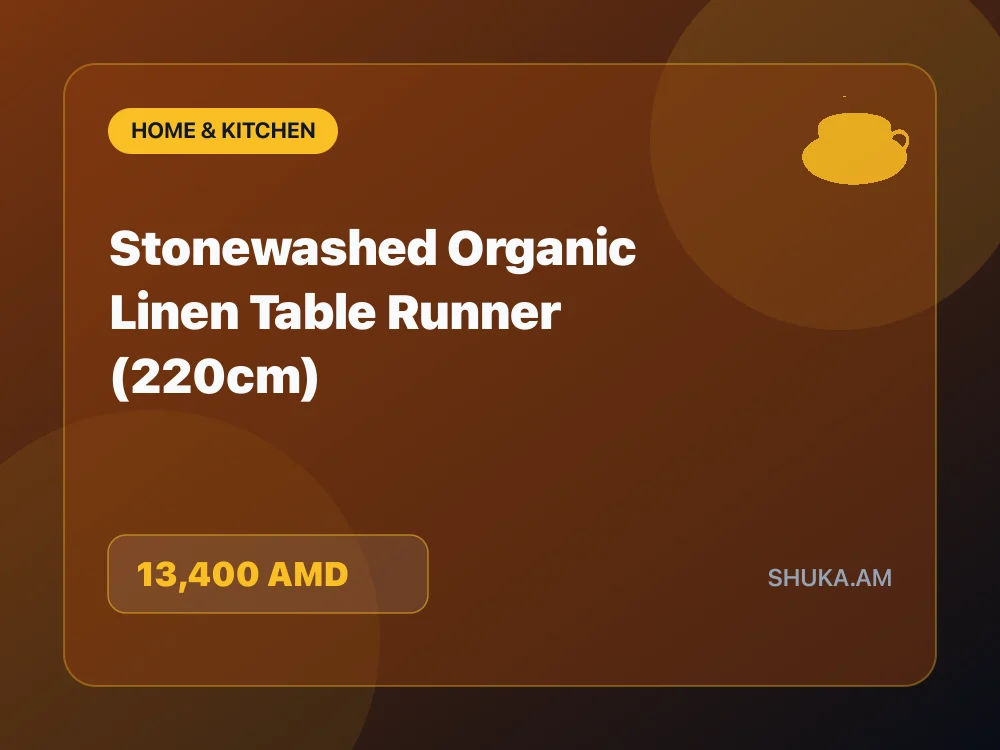 HOME & KITCHEN
Stonewashed Organic
Linen Table Runner
(220cm)
13,400 AMD
SHUKA.AM